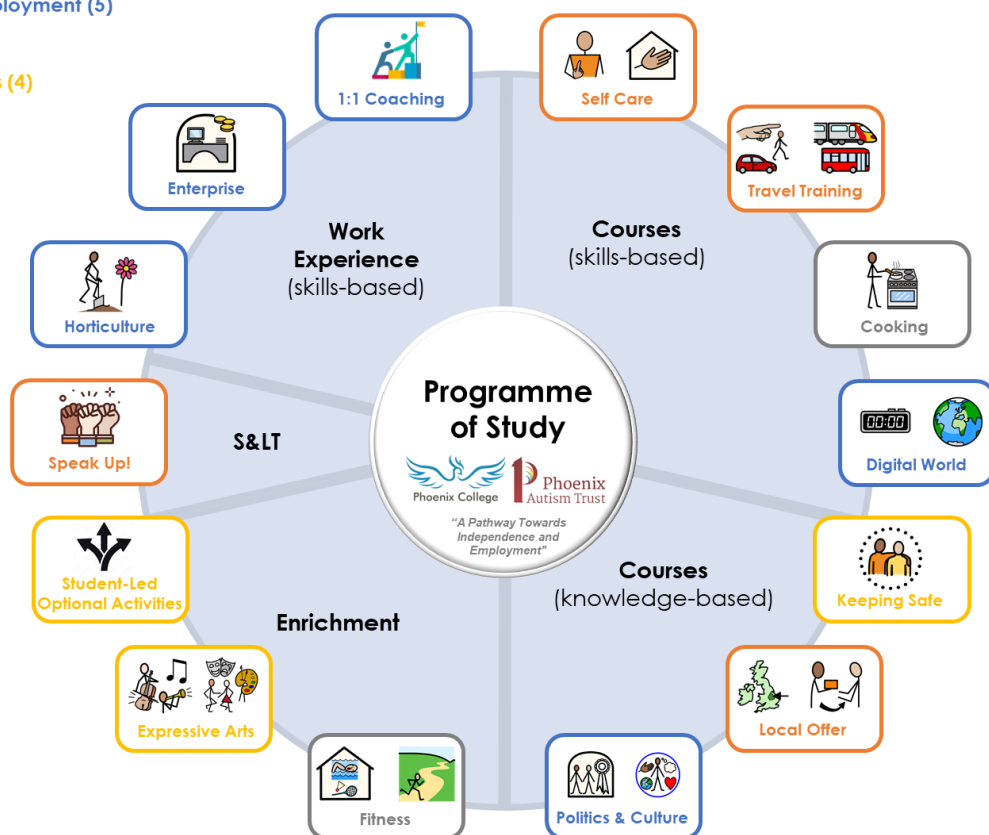 ployment (5)
s (4)
1:1 Coaching
Self Care
Enterprise
Travel Training
Work
Experience
(skills-based)
Courses
(skills-based)
Horticulture
Cooking
Programme
of Study
Phoenix College
Phoenix
Autism Trust
"A Pathway Towards
Independence and
Employment"
S&LT
Speak Up!
00:00
Digital World
Student-Led
Optional Activities
Courses
(knowledge-based)
Keeping Safe
Enrichment
Expressive Arts
Local Offer
Fitness
Politics & Culture